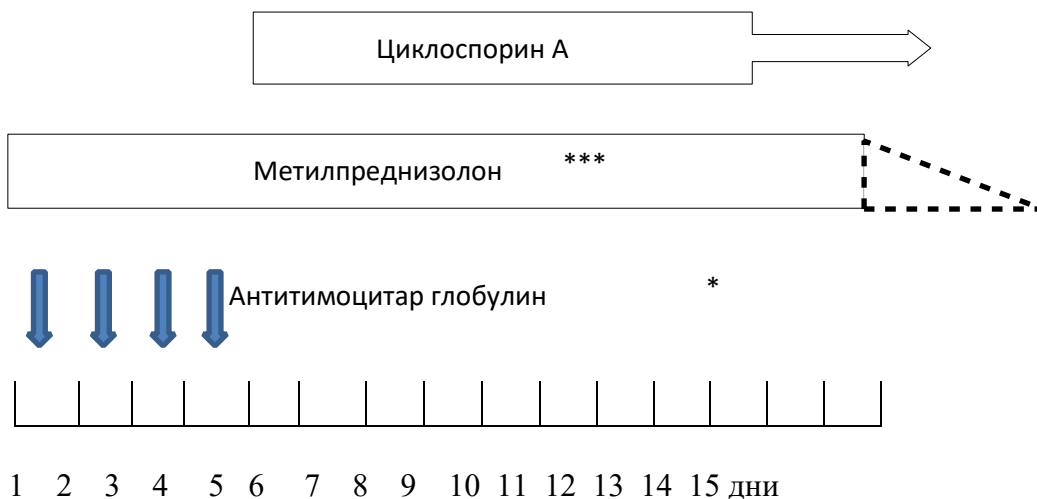 Циклоспорин А
Метилпреднизолон ***
Антитимоцитар глобулин *
1 2 3 4 5 6 7 8 9 10 11 12 13 14 15 дни